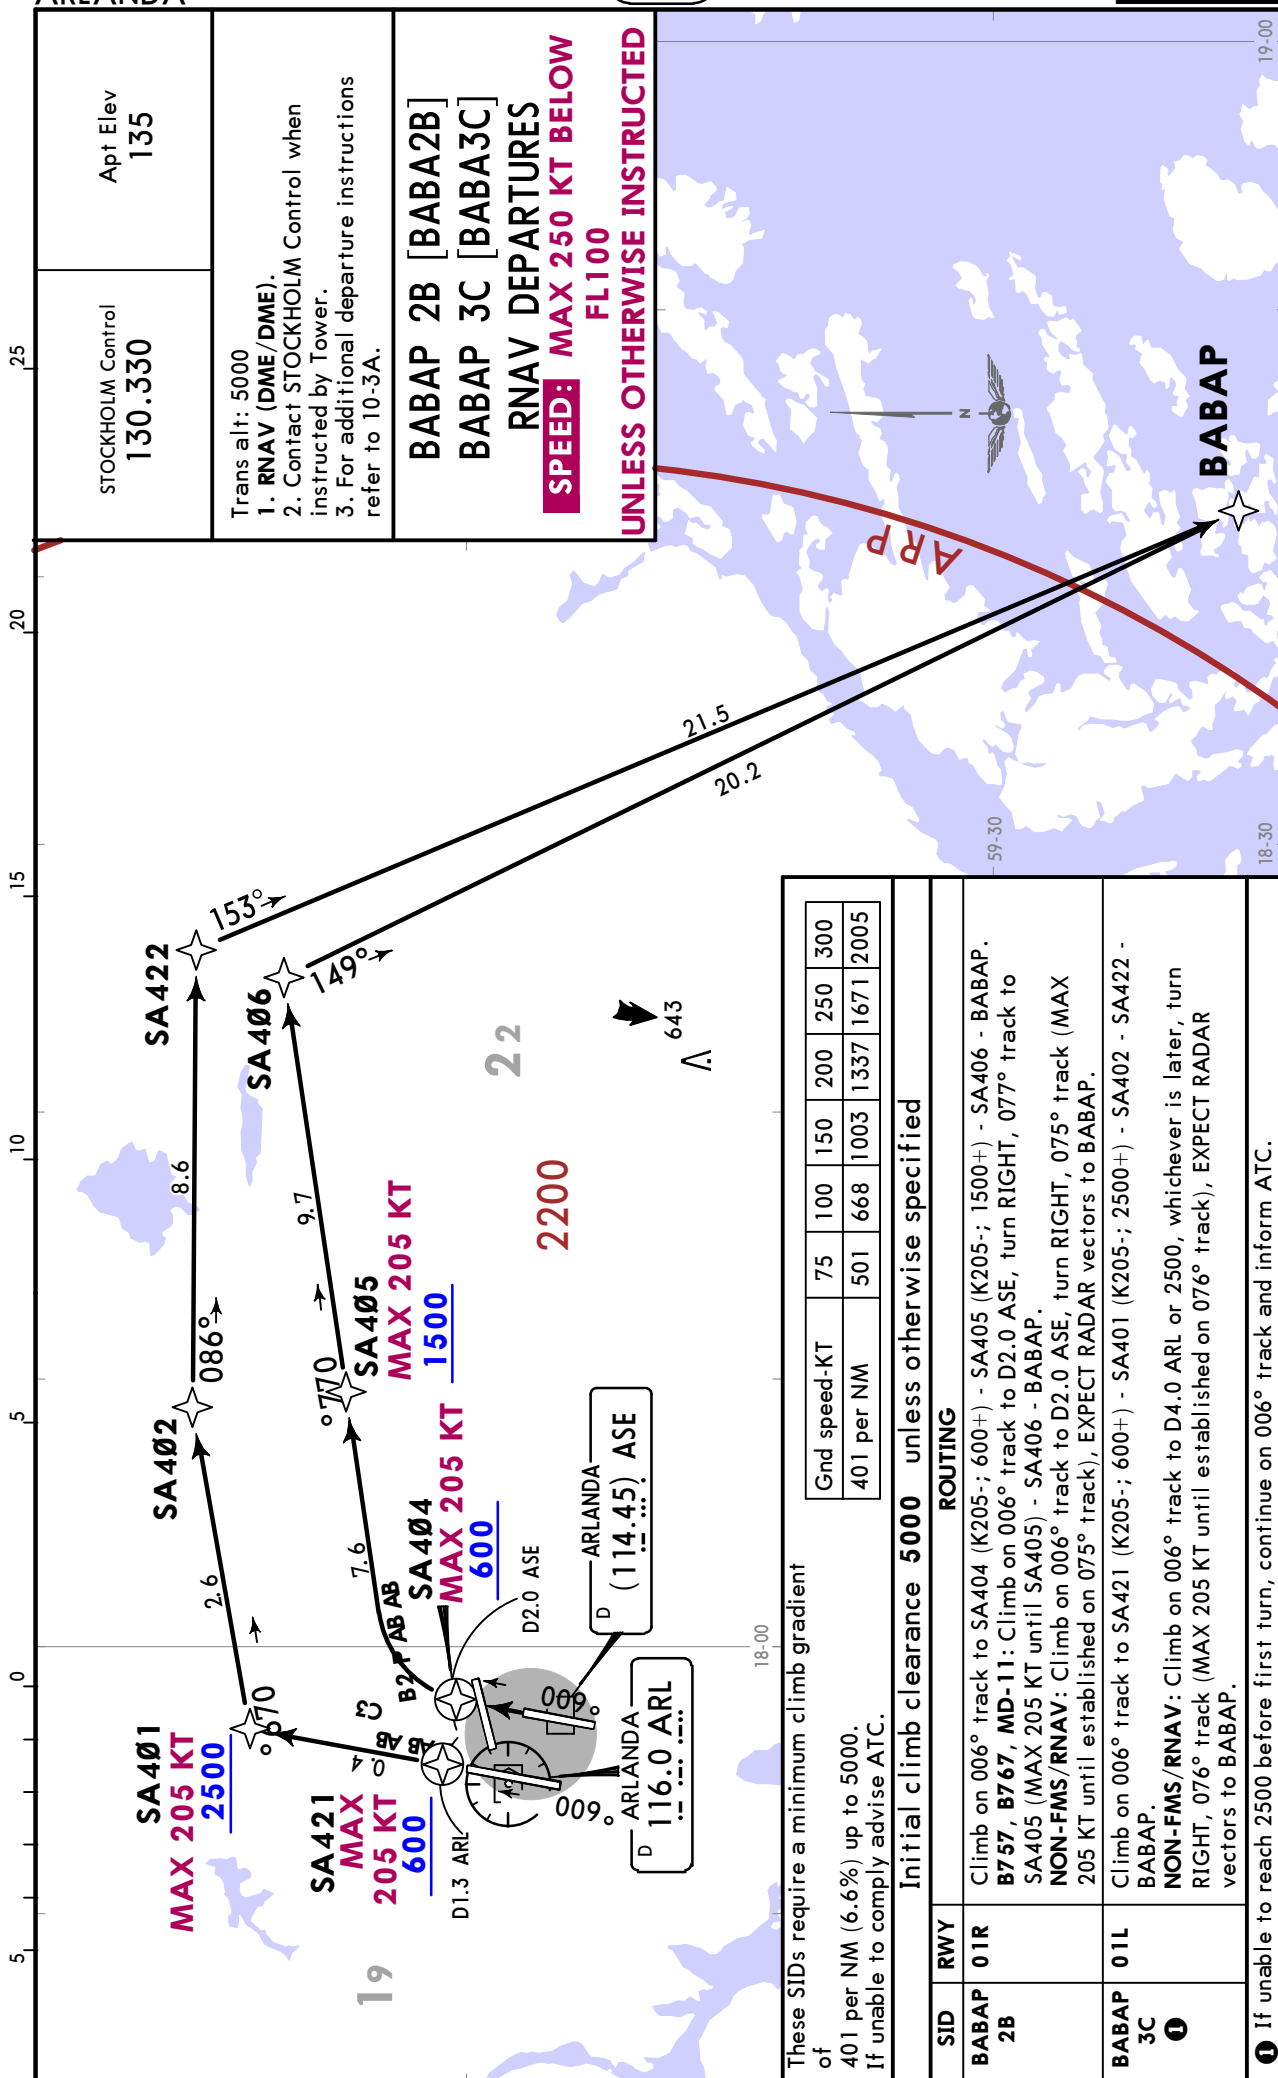 ARLANDA
5
0
5
10
15
20
25
STOCKHOLM Control
130.330
Apt Elev
135
Trans alt: 5000
1. RNAV (DME/DME).
2. Contact STOCKHOLM Control when
instructed by Tower.
3. For additional departure instructions
refer to 10-3A.
BABAP 2B [BABA2B]
BABAP 3C [BABA3C]
RNAV DEPARTURES
SPEED: MAX 250 KT BELOW
FL100
UNLESS OTHERWISE INSTRUCTED
SA4Ø1
MAX 205 KT
2500
2.6
SA4Ø2
086°
8.6
SA422
153°
21.5
SA421
MAX
205 KT
600
D1.3 ARL
0.4
SA4Ø4
MAX 205 KT
600
D2.0 ASE
7.6
077°
SA4Ø5
MAX 205 KT
1500
9.7
SA4Ø6
149°
20.2
BABAP
ARP
N
009°
009°
ARLANDA
D
116.0 ARL
ARLANDA
D
(114.45) ASE
19
22
2200
643
18-00
18-30
19-00
59-30
These SIDs require a minimum climb gradient
of
401 per NM (6.6%) up to 5000.
If unable to comply advise ATC.
Gnd speed-KT 75 100 150 200 250 300
401 per NM 501 668 1003 1337 1671 2005
Initial climb clearance 5000 unless otherwise specified
SID RWY ROUTING
BABAP 2B 01R
Climb on 006° track to SA404 (K205-; 600+) - SA405 (K205-; 1500+) - SA406 - BABAP.
B757, B767, MD-11: Climb on 006° track to D2.0 ASE, turn RIGHT, 077° track to
SA405 (MAX 205 KT until SA405) - SA406 - BABAP.
NON-FMS/RNAV: Climb on 006° track to D2.0 ASE, turn RIGHT, 075° track (MAX
205 KT until established on 075° track), EXPECT RADAR vectors to BABAP.
BABAP 3C ❶ 01L
Climb on 006° track to SA421 (K205-; 600+) - SA401 (K205-; 2500+) - SA402 - SA422 -
BABAP.
NON-FMS/RNAV: Climb on 006° track to D4.0 ARL or 2500, whichever is later, turn
RIGHT, 076° track (MAX 205 KT until established on 076° track), EXPECT RADAR
vectors to BABAP.
❶ If unable to reach 2500 before first turn, continue on 006° track and inform ATC.